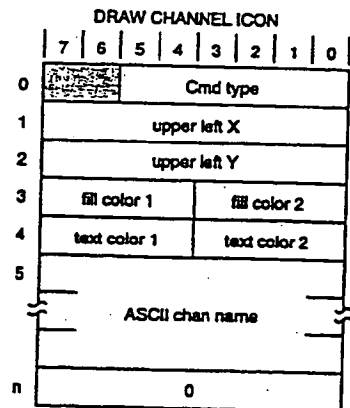 DRAW CHANNEL ICON
7 6 5 4 3 2 1 0
0 Cmd type
1 upper left X
2 upper left Y
3 fill color 1 fill color 2
4 text color 1 text color 2
5
ASCII chan name
n 0